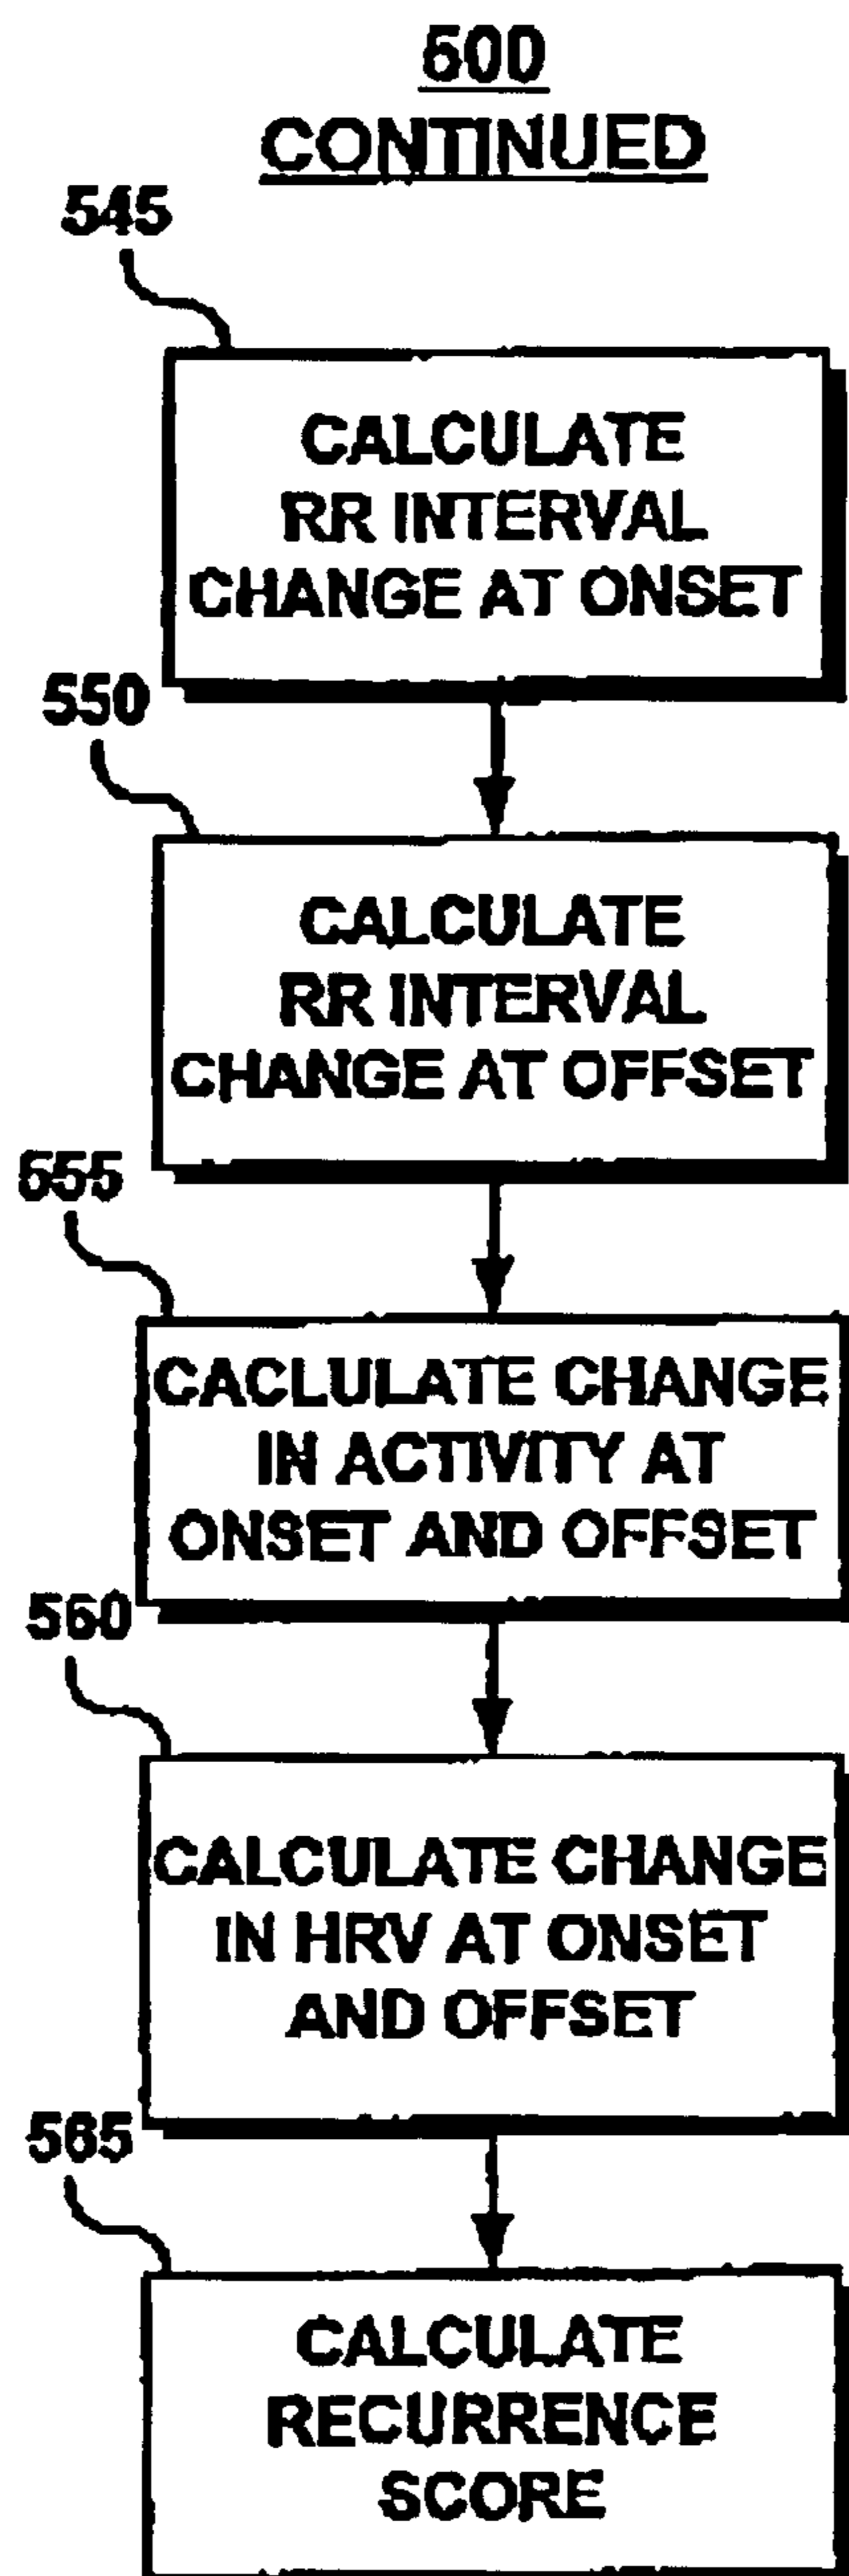 500
CONTINUED
545
CALCULATE
RR INTERVAL
CHANGE AT ONSET
550
CALCULATE
RR INTERVAL
CHANGE AT OFFSET
555
CACLULATE CHANGE
IN ACTIVITY AT
ONSET AND OFFSET
560
CALCULATE CHANGE
IN HRV AT ONSET
AND OFFSET
565
CALCULATE
RECURRENCE
SCORE